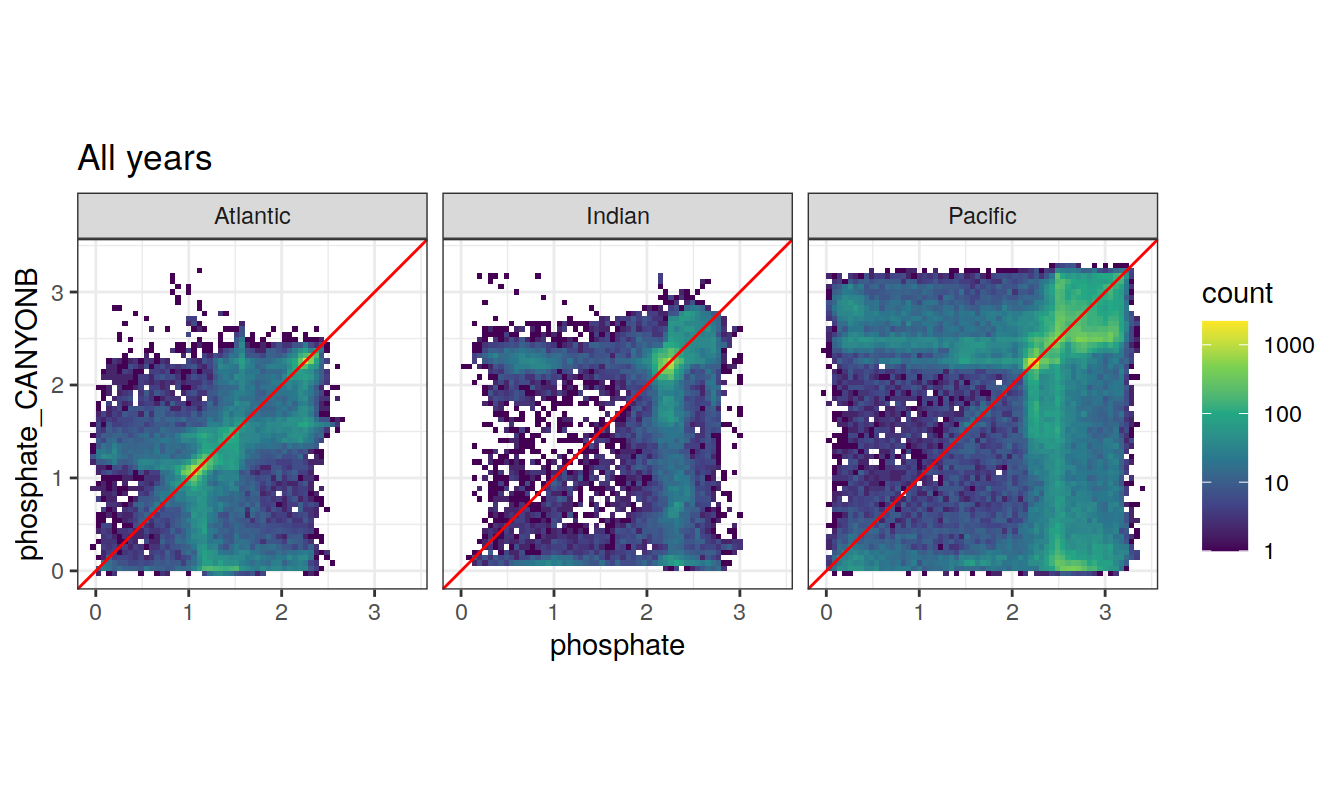 All years
Atlantic Indian Pacific
phosphate_CANYONB
3
2
1
0
0 1 2 3 0 1 2 3 0 1 2 3
phosphate
count
1000
100
10
1